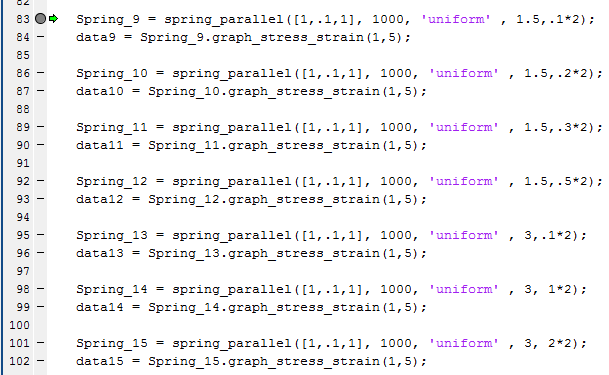 83 – Spring_9 = spring_parallel([1,.1,1], 1000, 'uniform' , 1.5,.1*2);
84 – data9 = Spring_9.graph_stress_strain(1,5);
85
86 – Spring_10 = spring_parallel([1,.1,1], 1000, 'uniform' , 1.5,.2*2);
87 – data10 = Spring_10.graph_stress_strain(1,5);
88
89 – Spring_11 = spring_parallel([1,.1,1], 1000, 'uniform' , 1.5,.3*2);
90 – data11 = Spring_11.graph_stress_strain(1,5);
91
92 – Spring_12 = spring_parallel([1,.1,1], 1000, 'uniform' , 1.5,.5*2);
93 – data12 = Spring_12.graph_stress_strain(1,5);
94
95 – Spring_13 = spring_parallel([1,.1,1], 1000, 'uniform' , 3,.1*2);
96 – data13 = Spring_13.graph_stress_strain(1,5);
97
98 – Spring_14 = spring_parallel([1,.1,1], 1000, 'uniform' , 3, 1*2);
99 – data14 = Spring_14.graph_stress_strain(1,5);
100
101 – Spring_15 = spring_parallel([1,.1,1], 1000, 'uniform' , 3, 2*2);
102 – data15 = Spring_15.graph_stress_strain(1,5);